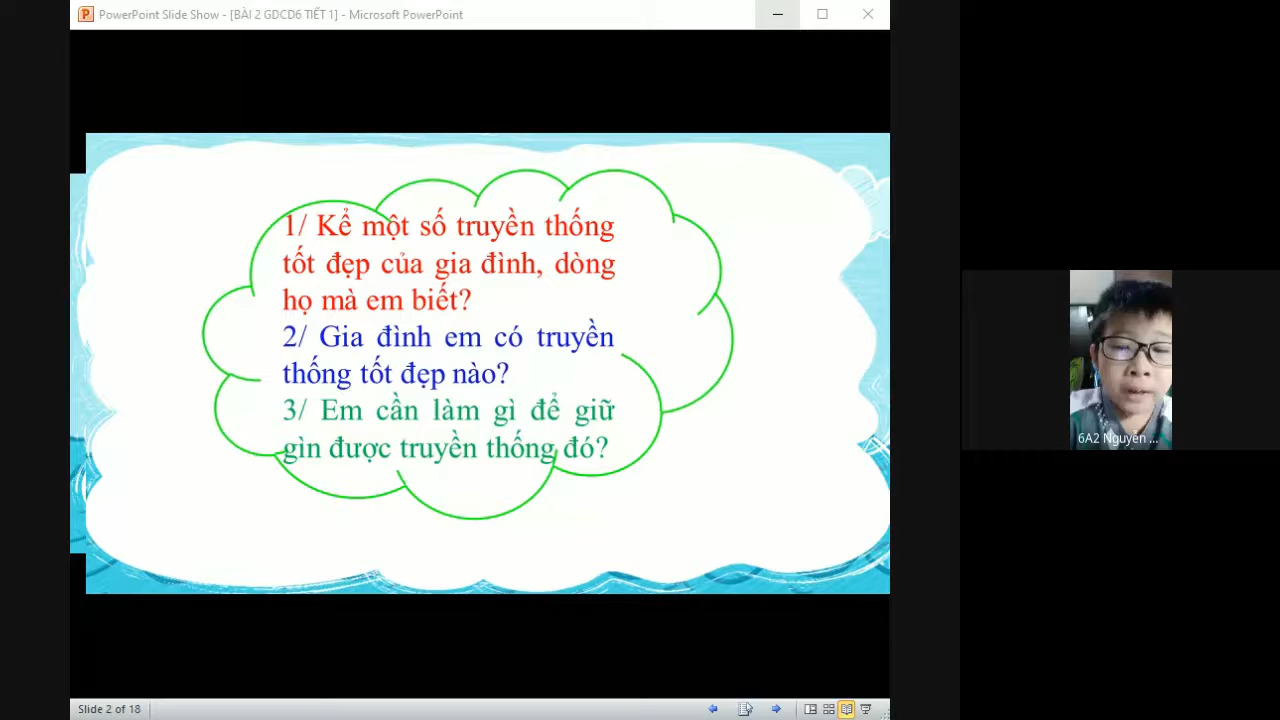 PowerPoint Slide Show - [BÀI 2 GDCD6 TIẾT 1] - Microsoft PowerPoint
1/ Kể một số truyền thống
tốt đẹp của gia đình, dòng
họ mà em biết?
2/ Gia đình em có truyền
thống tốt đẹp nào?
3/ Em cần làm gì để giữ
gìn được truyền thống đó?
6A2 Nguyễn ...
Slide 2 of 18